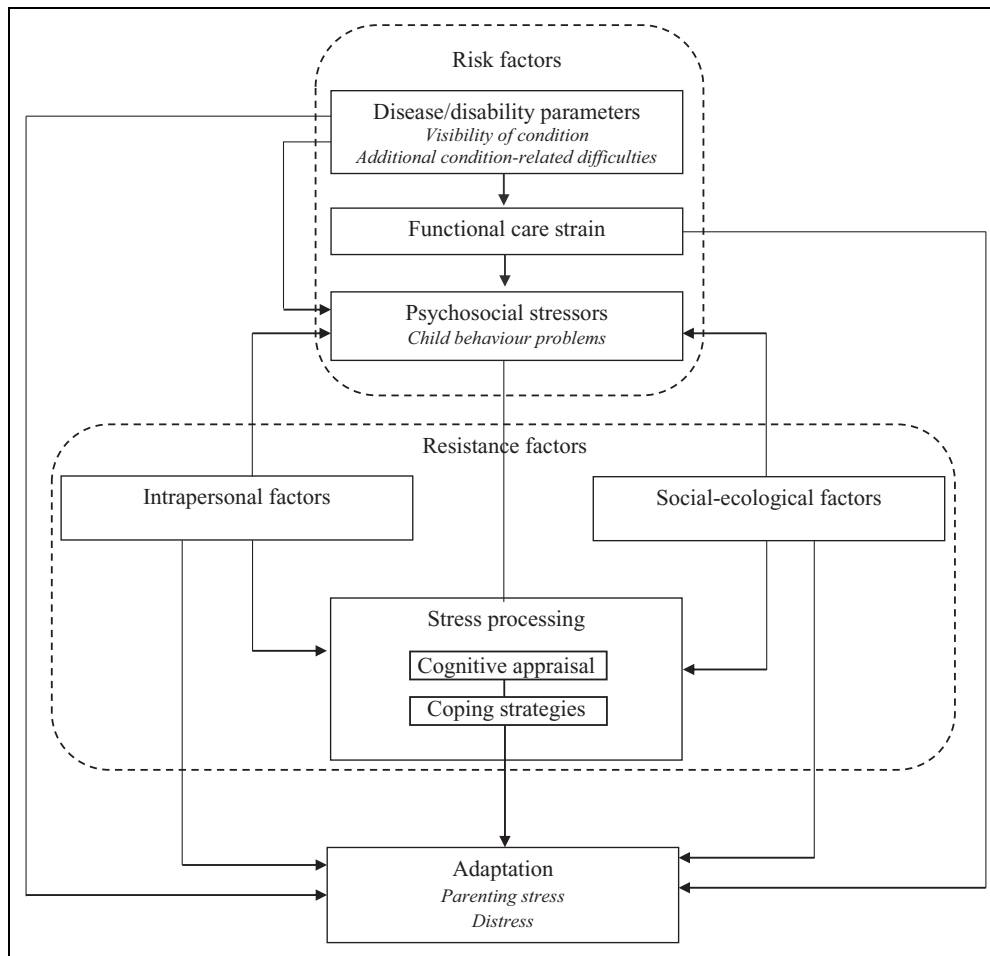 Risk factors
Disease/disability parameters
Visibility of condition
Additional condition-related difficulties
Functional care strain
Psychosocial stressors
Child behaviour problems
Resistance factors
Intrapersonal factors
Social-ecological factors
Stress processing
Cognitive appraisal
Coping strategies
Adaptation
Parenting stress
Distress